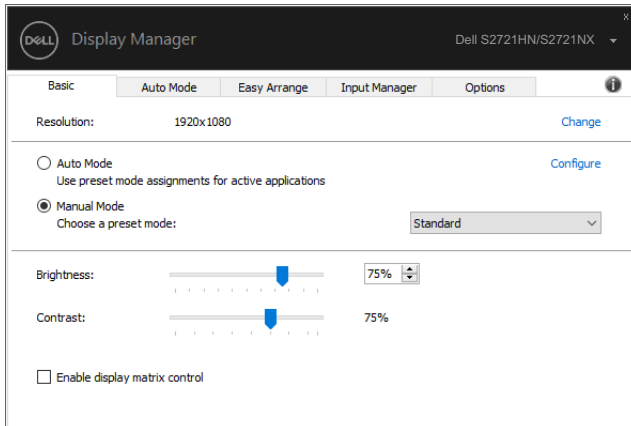 DELL Display Manager Dell S2721HN/S2721NX
x
Basic Auto Mode Easy Arrange Input Manager Options
Resolution: 1920x1080 Change
Auto Mode Configure
Use preset mode assignments for active applications
Manual Mode
Choose a preset mode: Standard
Brightness: 75%
Contrast: 75%
Enable display matrix control